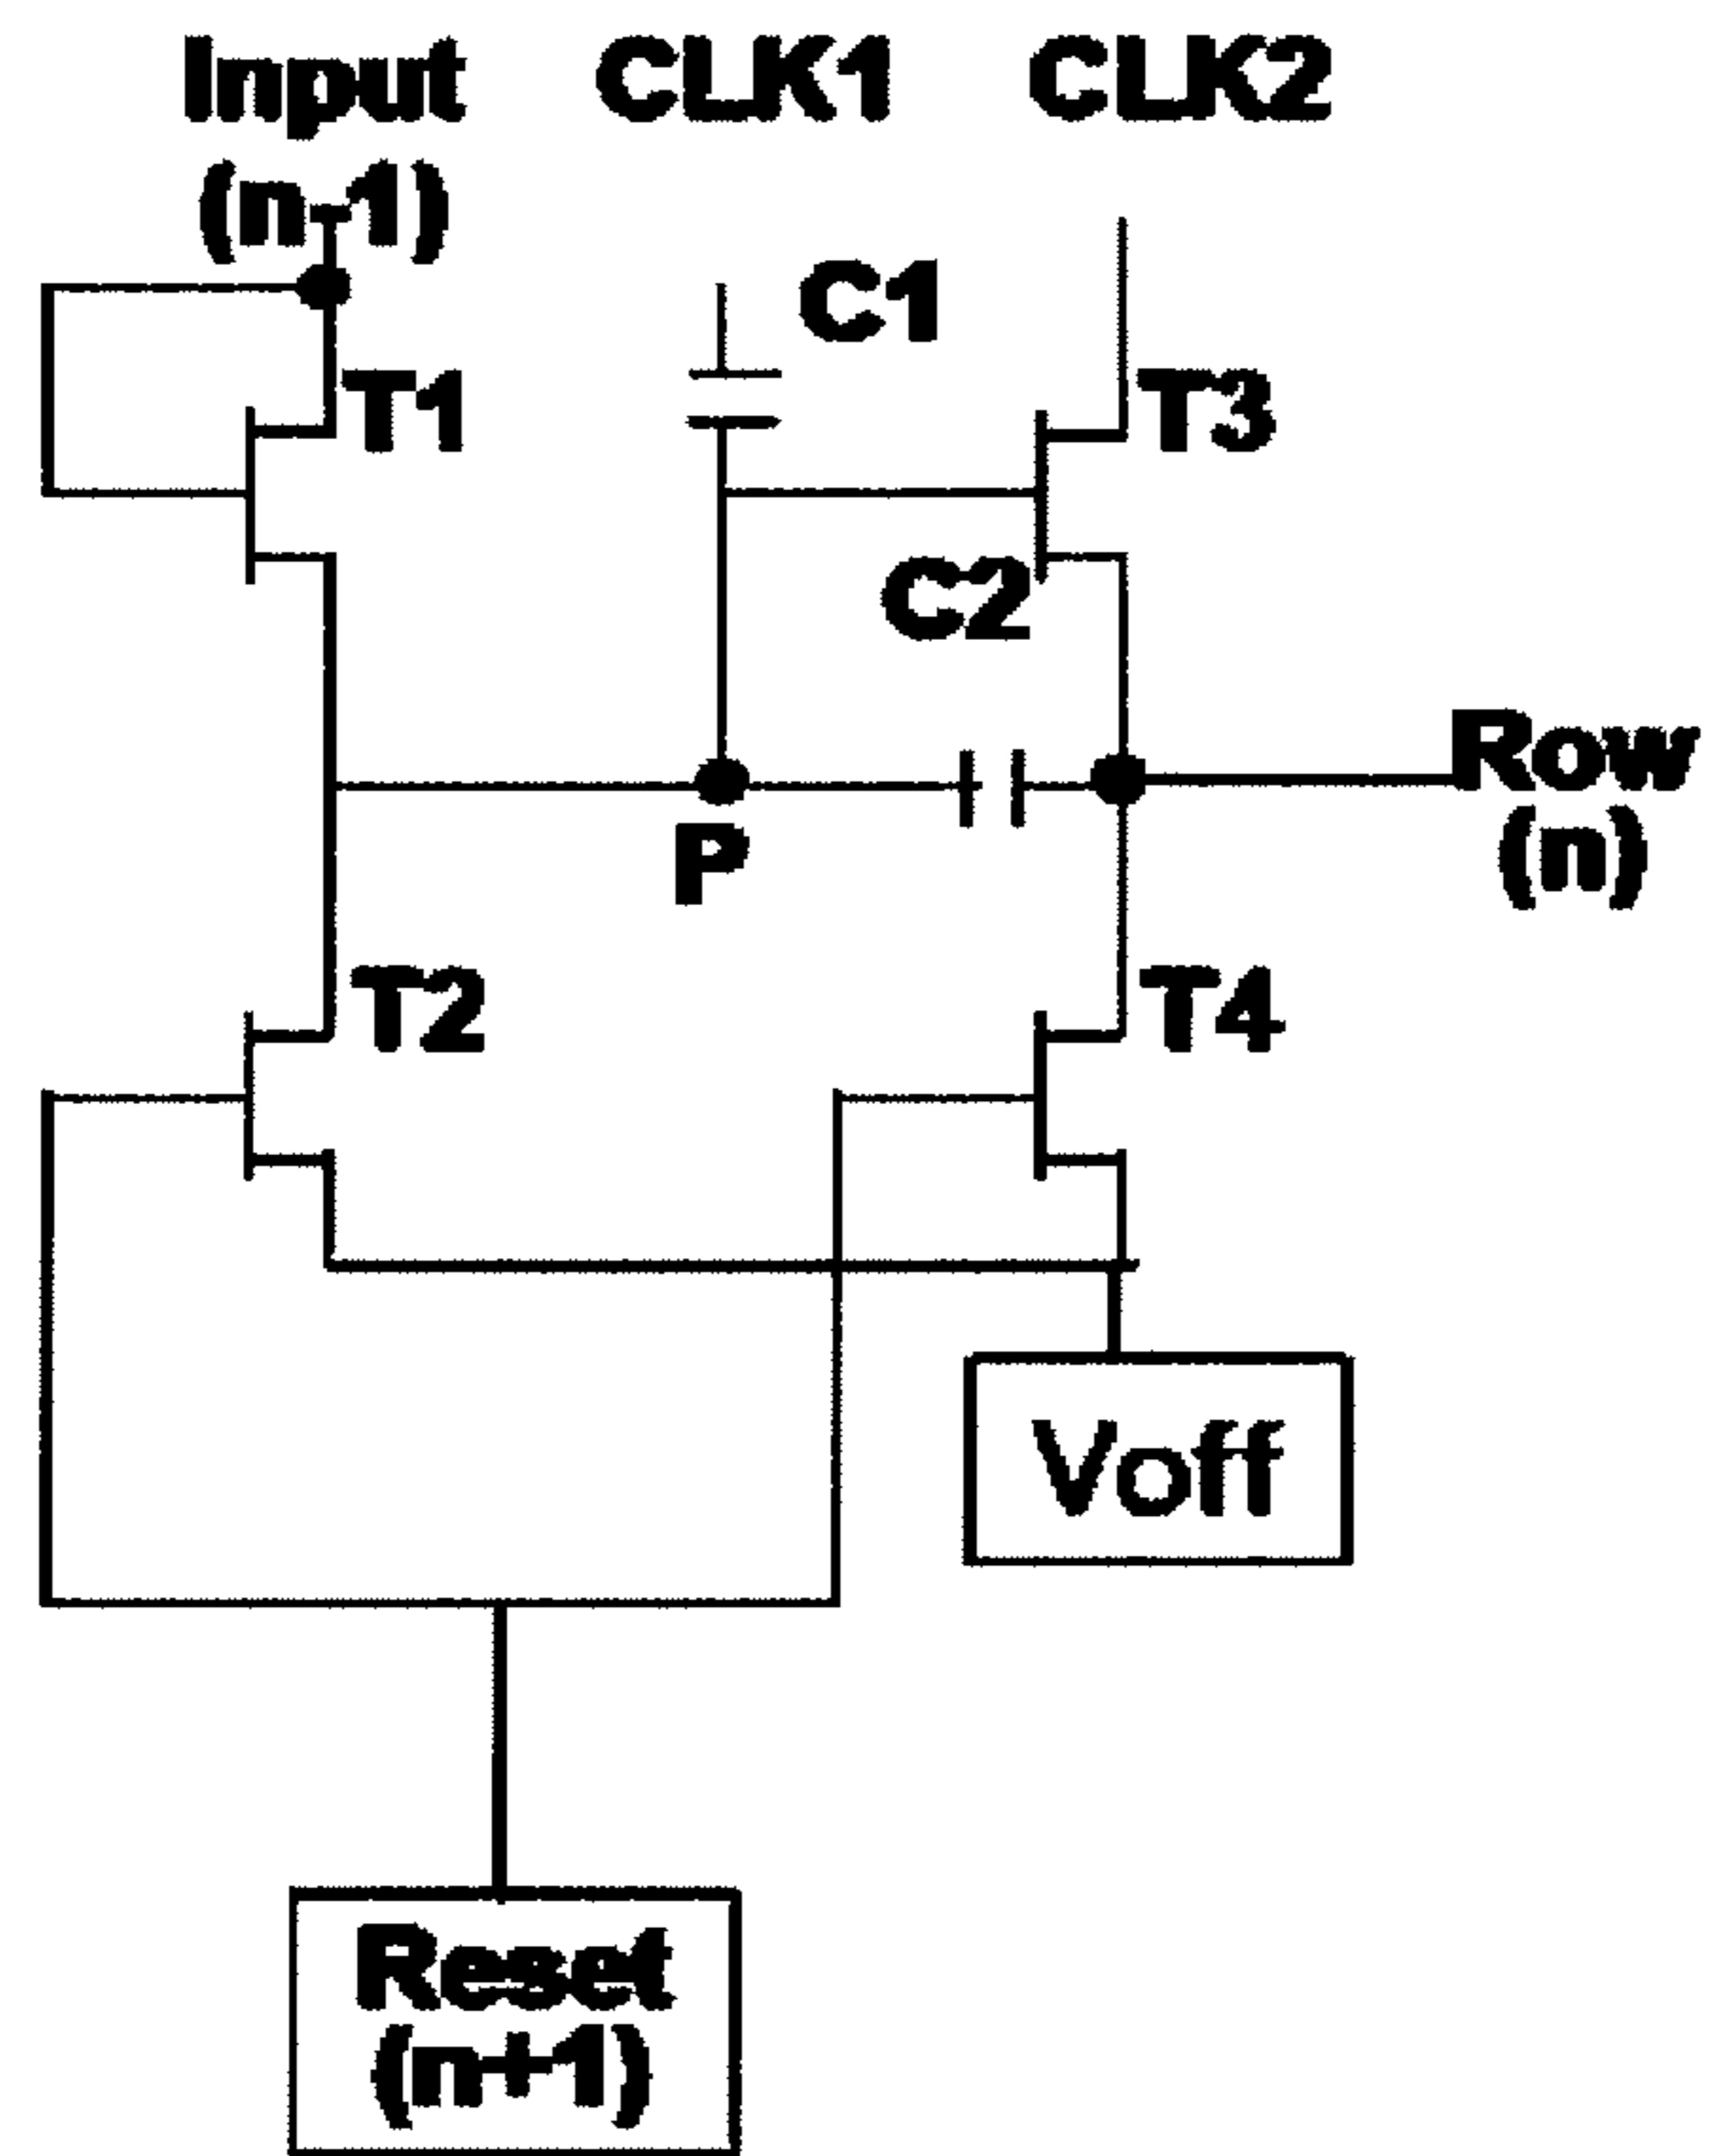 Input CLK1 CLK2
(n-1)
C1
T1 T3
C2
Row
(n)
P
T2 T4
Voff
Reset
(n+1)